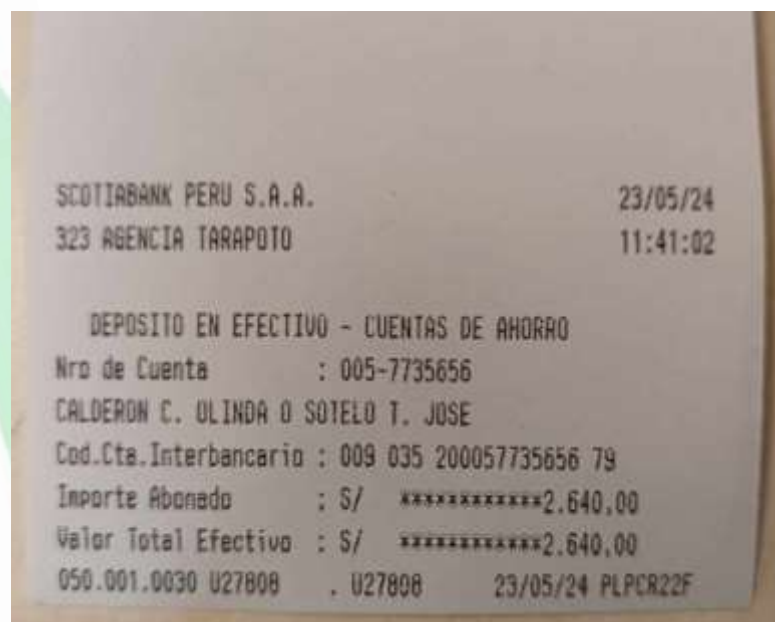 SCOTIABANK PERU S.A.A. 23/05/24
323 AGENCIA TARAPOTO 11:41:02
DEPOSITO EN EFECTIVO - CUENTAS DE AHORRO
Nro de Cuenta : 005-7735656
CALDERON C. OLINDA O SOTELO T. JOSE
Cod.Cta.Interbancario : 009 035 200057735656 79
Importe Abonado : S/ ************2,640.00
Valor Total Efectivo : S/ ************2,640.00
050.001.0030 U27808 . U27808 23/05/24 PLPCR22F